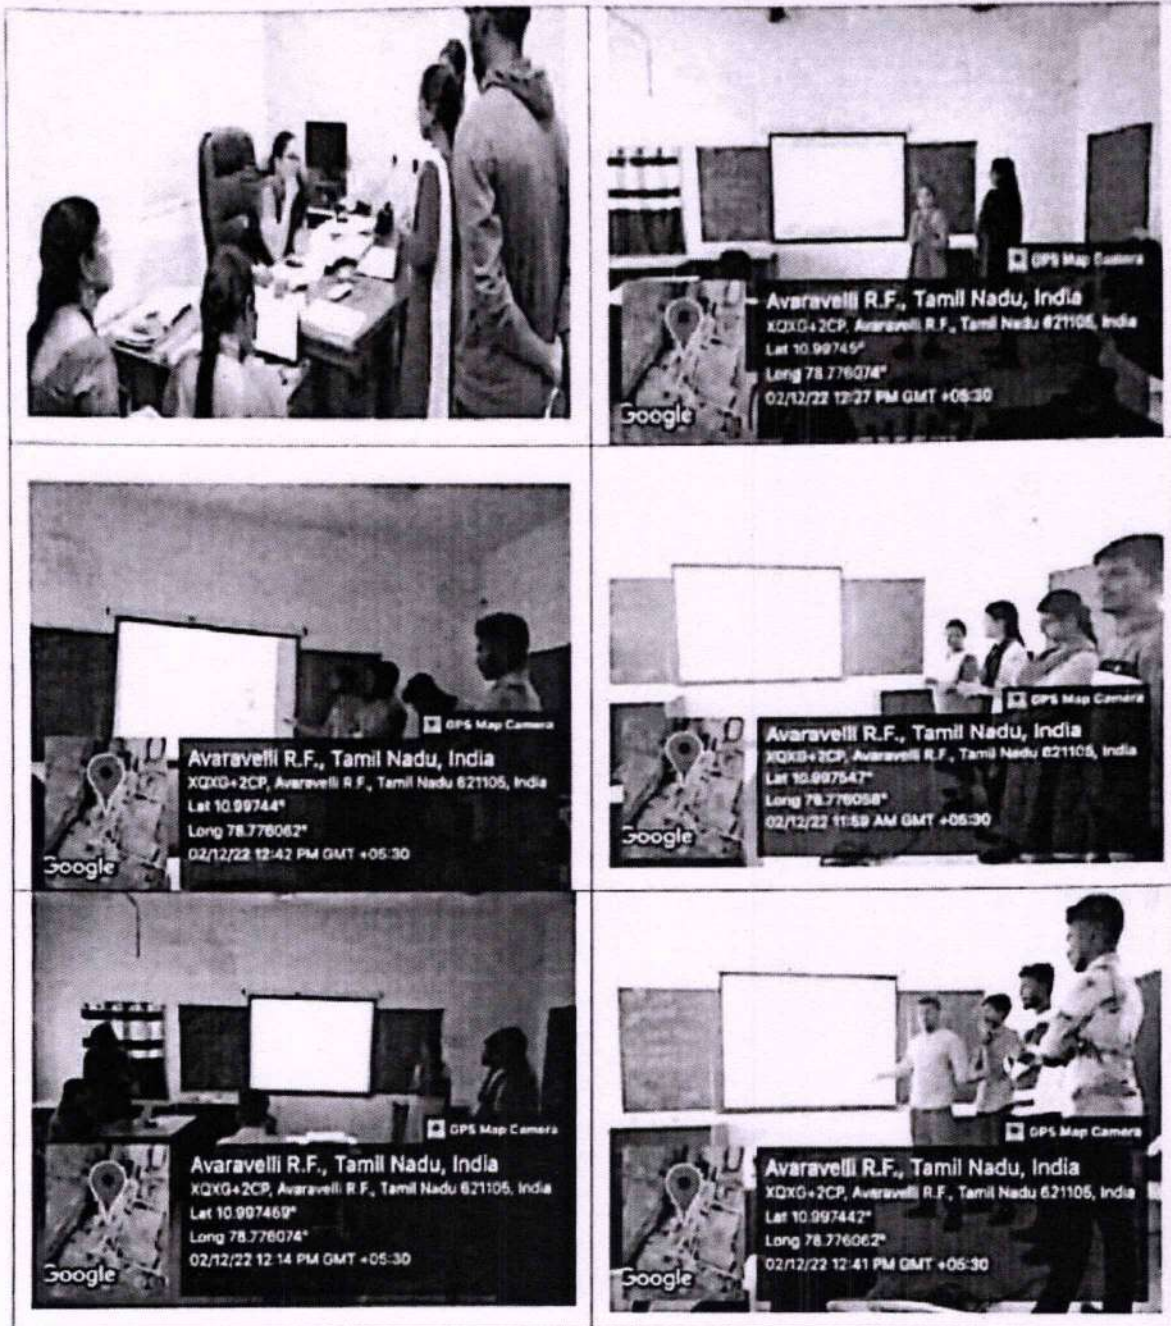 GPS Map Camera
Avaravelli R.F., Tamil Nadu, India
XQXG+2CP, Avaravelli R.F., Tamil Nadu 621105, India
Lat 10.99745°
Long 78.776074°
02/12/22 12:27 PM GMT +05:30
Google
GPS Map Camera
Avaravelli R.F., Tamil Nadu, India
XQXG+2CP, Avaravelli R.F., Tamil Nadu 621105, India
Lat 10.99744°
Long 78.776062°
02/12/22 12:42 PM GMT +05:30
Google
GPS Map Camera
Avaravelli R.F., Tamil Nadu, India
XQXG+2CP, Avaravelli R.F., Tamil Nadu 621105, India
Lat 10.997547°
Long 78.776058°
02/12/22 11:59 AM GMT +05:30
Google
GPS Map Camera
Avaravelli R.F., Tamil Nadu, India
XQXG+2CP, Avaravelli R.F., Tamil Nadu 621105, India
Lat 10.997469°
Long 78.776074°
02/12/22 12:14 PM GMT +05:30
Google
GPS Map Camera
Avaravelli R.F., Tamil Nadu, India
XQXG+2CP, Avaravelli R.F., Tamil Nadu 621105, India
Lat 10.997442°
Long 78.776062°
02/12/22 12:41 PM GMT +05:30
Google